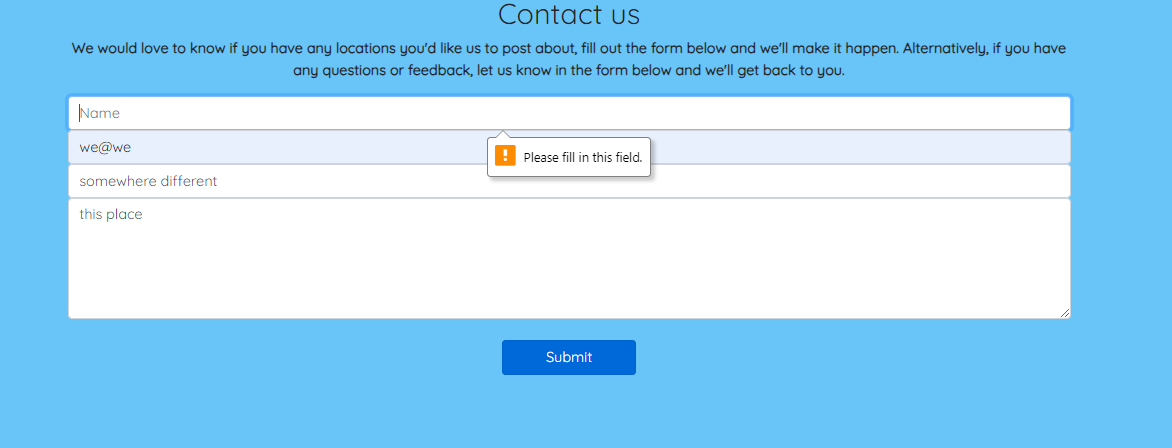 Contact us
We would love to know if you have any locations you'd like us to post about, fill out the form below and we'll make it happen. Alternatively, if you have
any questions or feedback, let us know in the form below and we'll get back to you.
Name
we@we
! Please fill in this field.
somewhere different
this place
Submit